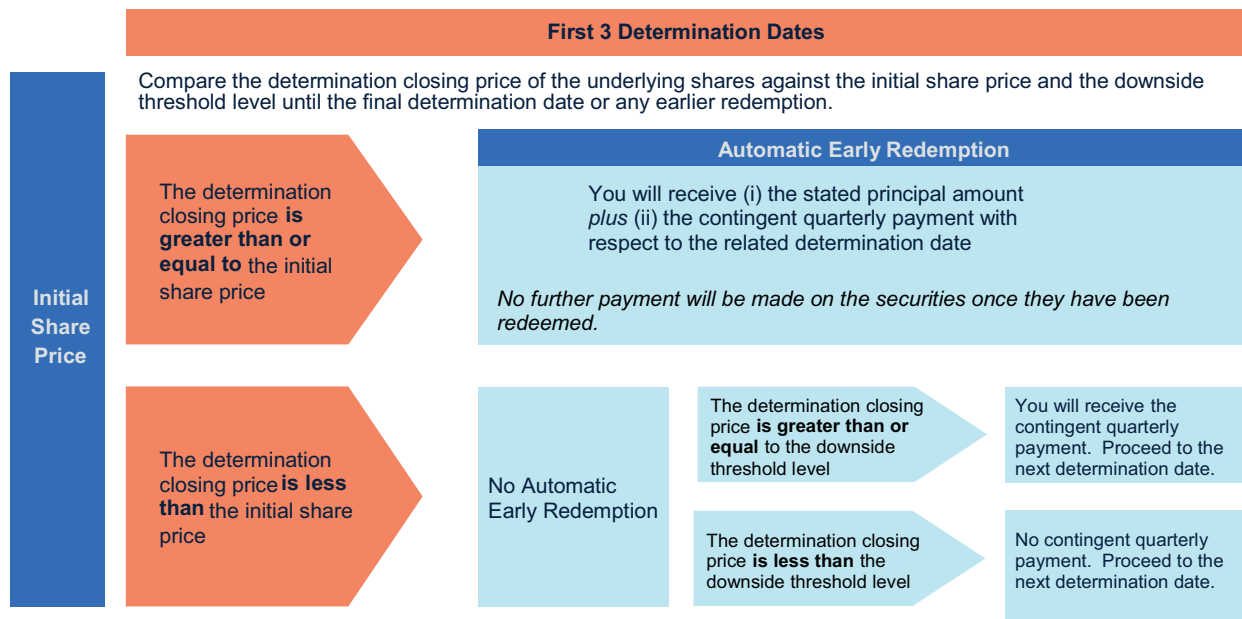 First 3 Determination Dates
Compare the determination closing price of the underlying shares against the initial share price and the downside
threshold level until the final determination date or any earlier redemption.
Initial
Share
Price
The determination
closing price is
greater than or
equal to the initial
share price
Automatic Early Redemption
You will receive (i) the stated principal amount
plus (ii) the contingent quarterly payment with
respect to the related determination date
No further payment will be made on the securities once they have been
redeemed.
The determination
closing price is less
than the initial share
price
No Automatic
Early Redemption
The determination closing
price is greater than or
equal to the downside
threshold level
You will receive the
contingent quarterly
payment. Proceed to the
next determination date.
The determination closing
price is less than the
downside threshold level
No contingent quarterly
payment. Proceed to the
next determination date.